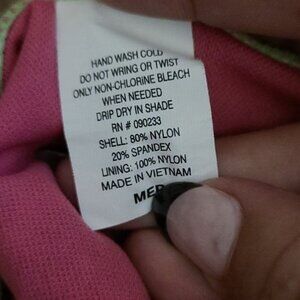 HAND WASH COLD
DO NOT WRING OR TWIST
ONLY NON-CHLORINE BLEACH
WHEN NEEDED
DRIP DRY IN SHADE
RN # 090233
SHELL: 80% NYLON
20% SPANDEX
LINING: 100% NYLON
MADE IN VIETNAM